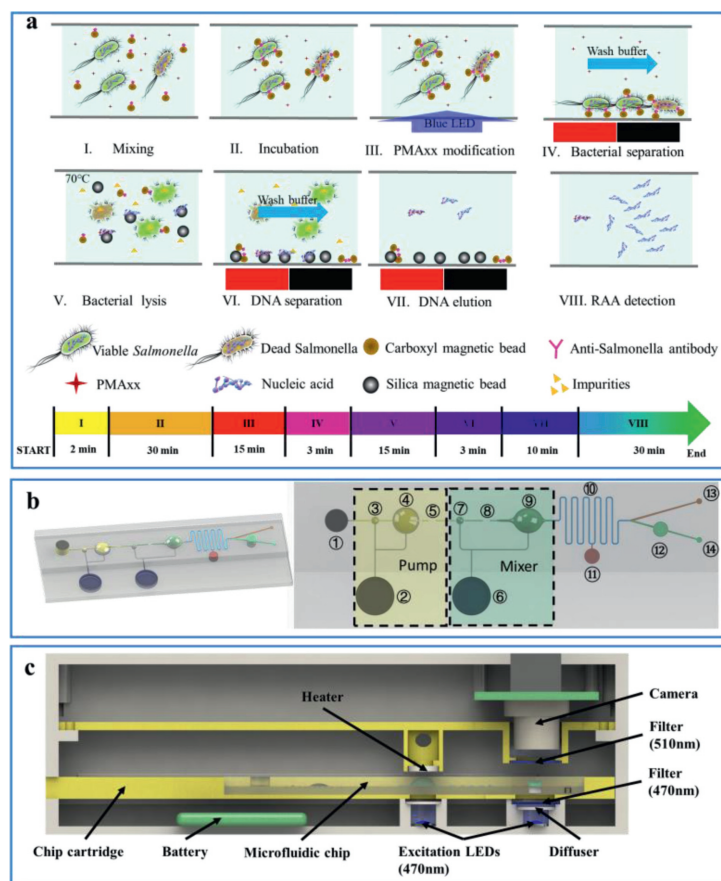 a
Wash buffer
Blue LED
I. Mixing
II. Incubation
III. PMAxx modification
IV. Bacterial separation
70℃
Wash buffer
V. Bacterial lysis
VI. DNA separation
VII. DNA elution
VIII. RAA detection
Viable Salmonella
Dead Salmonella
Carboxyl magnetic bead
Anti-Salmonella antibody
PMAxx
Nucleic acid
Silica magnetic bead
Impurities
I II III IV V VI VII VIII
START 2 min 30 min 15 min 3 min 15 min 3 min 10 min 30 min End
b
① ② ③ ④ ⑤ ⑥ ⑦ ⑧ ⑨ ⑩ ⑪ ⑫ ⑬ ⑭
Pump
Mixer
c
Heater
Camera
Filter
(510nm)
Filter
(470nm)
Chip cartridge
Battery
Microfluidic chip
Excitation LEDs
(470nm)
Diffuser